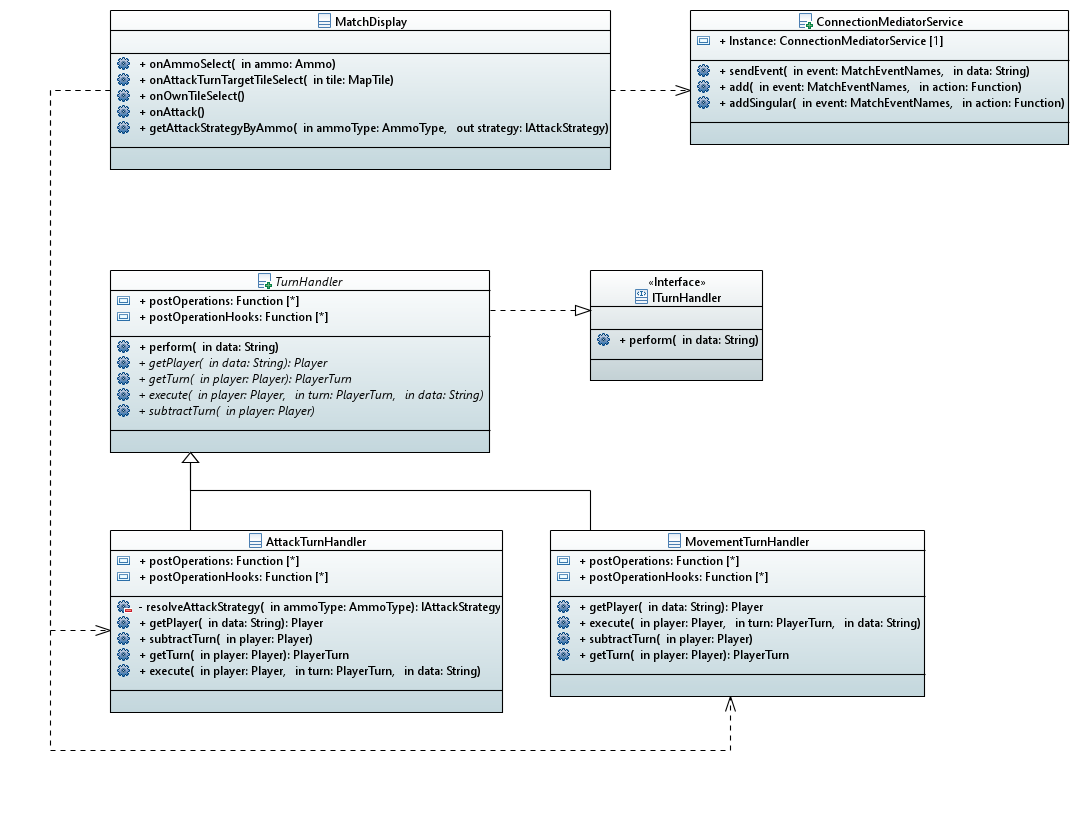 MatchDisplay
+ onAmmoSelect( in ammo: Ammo)
+ onAttackTurnTargetTileSelect( in tile: MapTile)
+ onOwnTileSelect()
+ onAttack()
+ getAttackStrategyByAmmo( in ammoType: AmmoType, out strategy: IAttackStrategy)
ConnectionMediatorService
+ Instance: ConnectionMediatorService [1]
+ sendEvent( in event: MatchEventNames, in data: String)
+ add( in event: MatchEventNames, in action: Function)
+ addSingular( in event: MatchEventNames, in action: Function)
TurnHandler
+ postOperations: Function [*]
+ postOperationHooks: Function [*]
+ perform( in data: String)
+ getPlayer( in data: String): Player
+ getTurn( in player: Player): PlayerTurn
+ execute( in player: Player, in turn: PlayerTurn, in data: String)
+ subtractTurn( in player: Player)
«Interface»
ITurnHandler
+ perform( in data: String)
AttackTurnHandler
+ postOperations: Function [*]
+ postOperationHooks: Function [*]
- resolveAttackStrategy( in ammoType: AmmoType): IAttackStrategy
+ getPlayer( in data: String): Player
+ subtractTurn( in player: Player)
+ getTurn( in player: Player): PlayerTurn
+ execute( in player: Player, in turn: PlayerTurn, in data: String)
MovementTurnHandler
+ postOperations: Function [*]
+ postOperationHooks: Function [*]
+ getPlayer( in data: String): Player
+ execute( in player: Player, in turn: PlayerTurn, in data: String)
+ subtractTurn( in player: Player)
+ getTurn( in player: Player): PlayerTurn